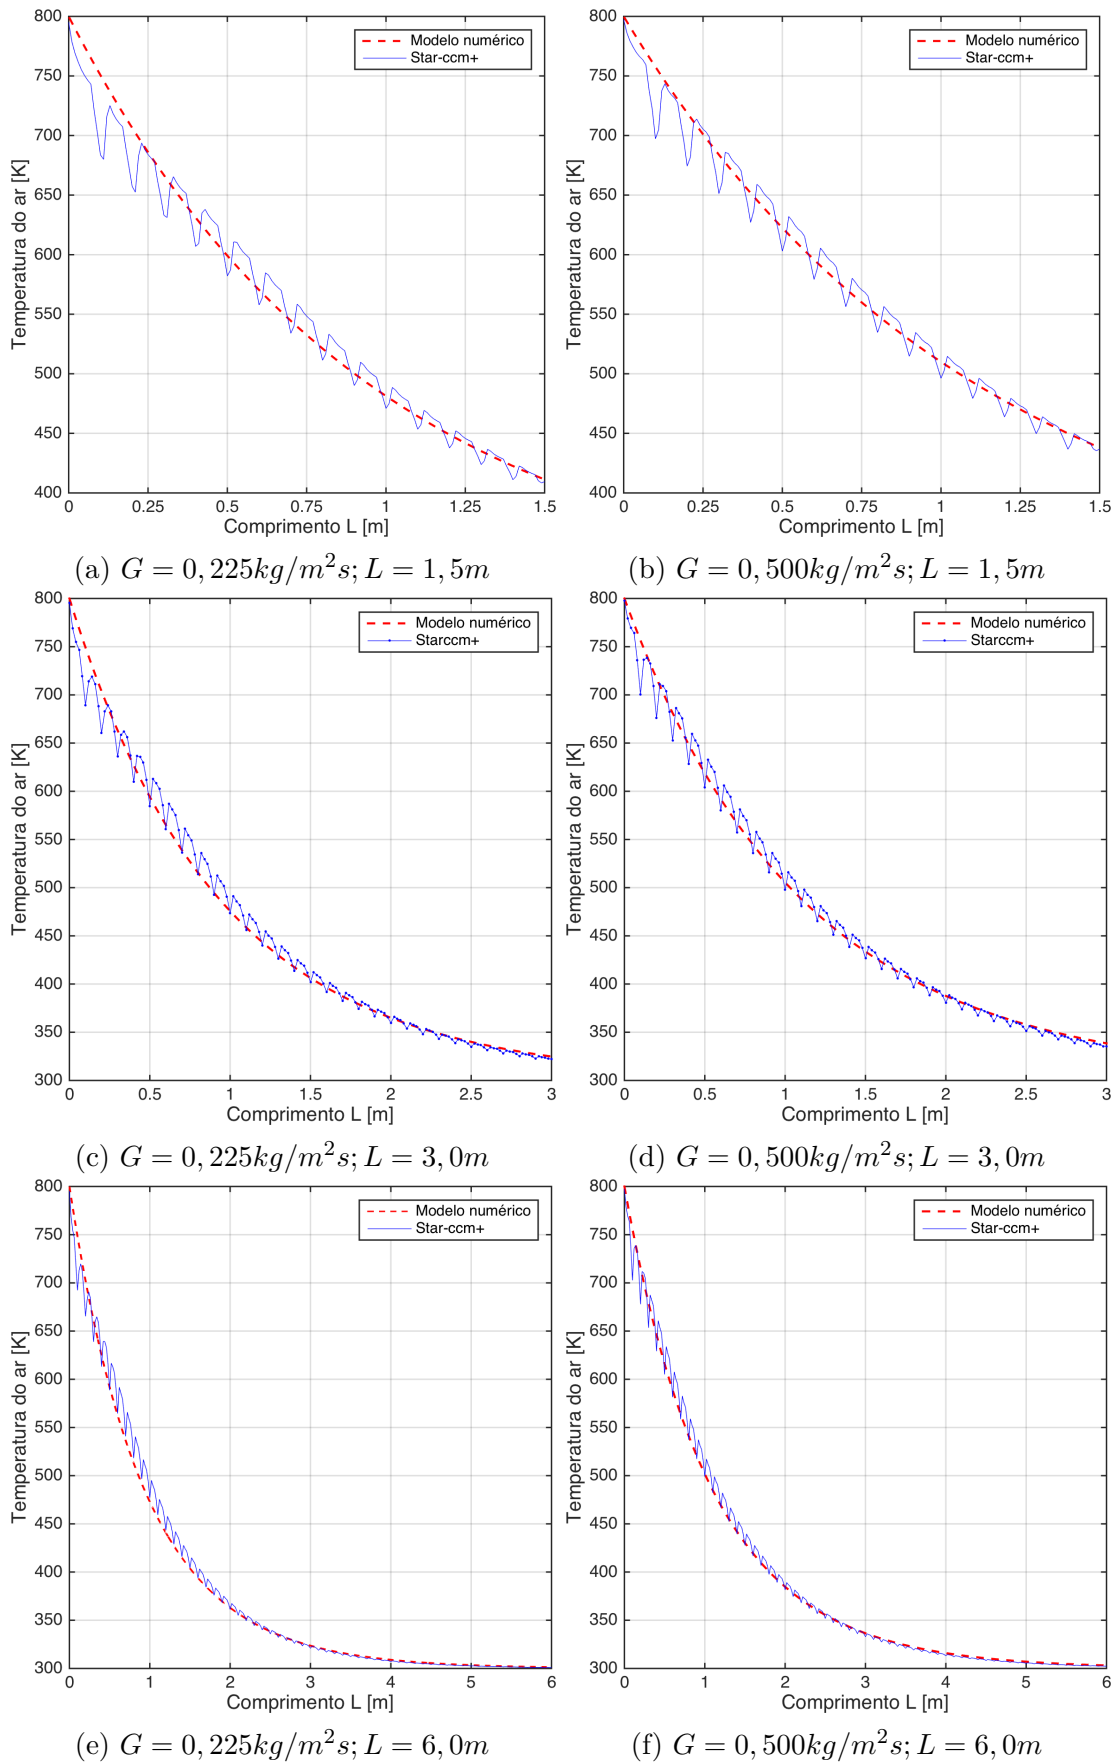 800
750
700
650
600
550
500
450
400
Temperatura do ar [K]
Modelo numérico
Star-ccm+
0 0.25 0.5 0.75 1 1.25 1.5
Comprimento L [m]
(a) G = 0, 225kg/m²s; L = 1, 5m
800
750
700
650
600
550
500
450
400
Temperatura do ar [K]
Modelo numérico
Star-ccm+
0 0.25 0.5 0.75 1 1.25 1.5
Comprimento L [m]
(b) G = 0, 500kg/m²s; L = 1, 5m
800
750
700
650
600
550
500
450
400
350
300
Temperatura do ar [K]
Modelo numérico
Starccm+
0 0.5 1 1.5 2 2.5 3
Comprimento L [m]
(c) G = 0, 225kg/m²s; L = 3, 0m
800
750
700
650
600
550
500
450
400
350
300
Temperatura do ar [K]
Modelo numérico
Starccm+
0 0.5 1 1.5 2 2.5 3
Comprimento L [m]
(d) G = 0, 500kg/m²s; L = 3, 0m
800
750
700
650
600
550
500
450
400
350
300
Temperatura do ar [K]
Modelo numérico
Star-ccm+
0 1 2 3 4 5 6
Comprimento L [m]
(e) G = 0, 225kg/m²s; L = 6, 0m
800
750
700
650
600
550
500
450
400
350
300
Temperatura do ar [K]
Modelo numérico
Star-ccm+
0 1 2 3 4 5 6
Comprimento L [m]
(f) G = 0, 500kg/m²s; L = 6, 0m